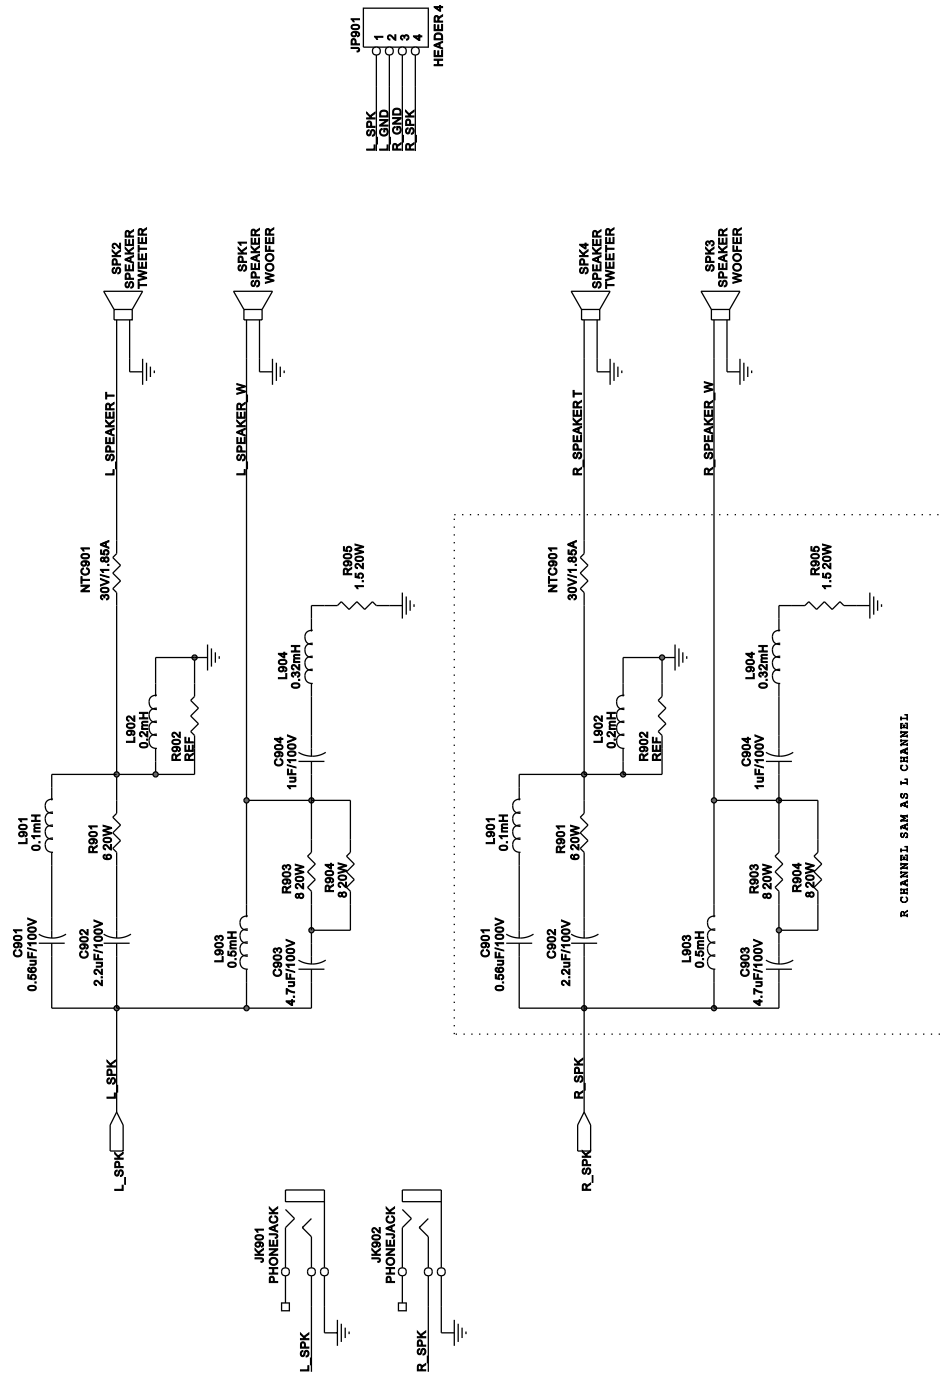 JP901
1
2
3
4
HEADER 4
L_SPK
L_GND
R_GND
R_SPK
SPK2
SPEAKER
TWEETER
SPK1
SPEAKER
WOOFER
SPK4
SPEAKER
TWEETER
SPK3
SPEAKER
WOOFER
L_SPEAKER T
L_SPEAKER_W
R_SPEAKER T
R_SPEAKER_W
NTC901
30V/1.85A
R905
1.5 20W
NTC901
30V/1.85A
R905
1.5 20W
L902
0.2mH
R902
REF
L904
0.32mH
C904
1uF/100V
L902
0.2mH
R902
REF
L904
0.32mH
C904
1uF/100V
L901
0.1mH
R901
6 20W
R903
8 20W
R904
8 20W
L901
0.1mH
R901
6 20W
R903
8 20W
R904
8 20W
C901
0.56uF/100V
C902
2.2uF/100V
L903
0.5mH
C903
4.7uF/100V
C901
0.56uF/100V
C902
2.2uF/100V
L903
0.5mH
C903
4.7uF/100V
R CHANNEL SAM AS L CHANNEL
L_SPK
L_SPK
R_SPK
R_SPK
JK901
PHONEJACK
L_SPK
JK902
PHONEJACK
R_SPK